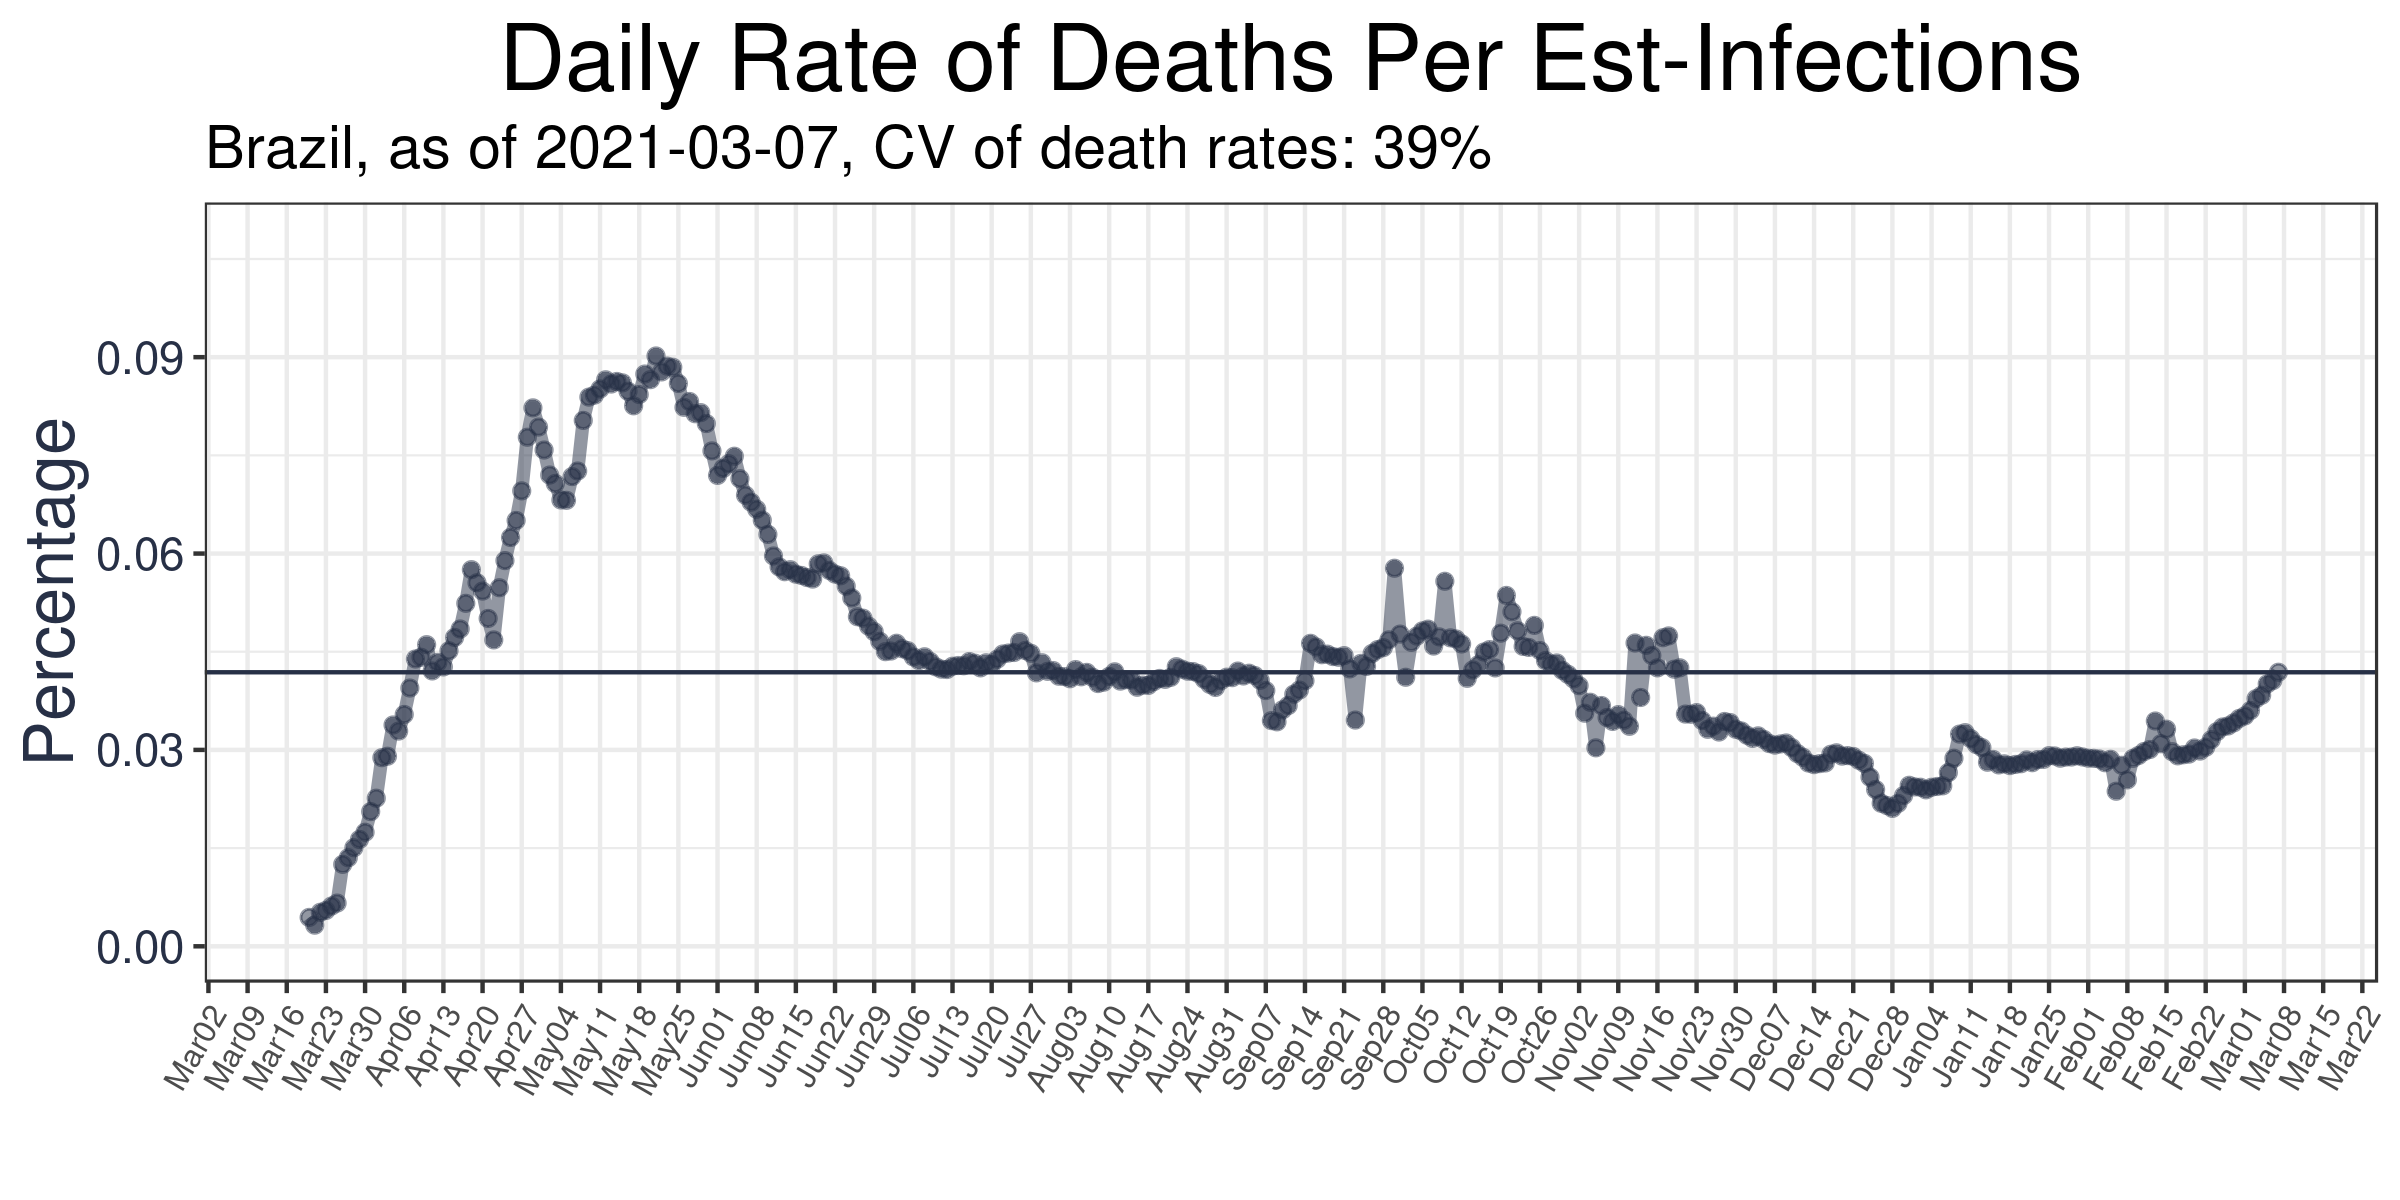 Daily Rate of Deaths Per Est-Infections
Brazil, as of 2021-03-07, CV of death rates: 39%
Percentage
0.09
0.06
0.03
0.00
Mar02
Mar09
Mar16
Mar23
Mar30
Apr06
Apr13
Apr20
Apr27
May04
May11
May18
May25
Jun01
Jun08
Jun15
Jun22
Jun29
Jul06
Jul13
Jul20
Jul27
Aug03
Aug10
Aug17
Aug24
Aug31
Sep07
Sep14
Sep21
Sep28
Oct05
Oct12
Oct19
Oct26
Nov02
Nov09
Nov16
Nov23
Nov30
Dec07
Dec14
Dec21
Dec28
Jan04
Jan11
Jan18
Jan25
Feb01
Feb08
Feb15
Feb22
Mar01
Mar08
Mar15
Mar22